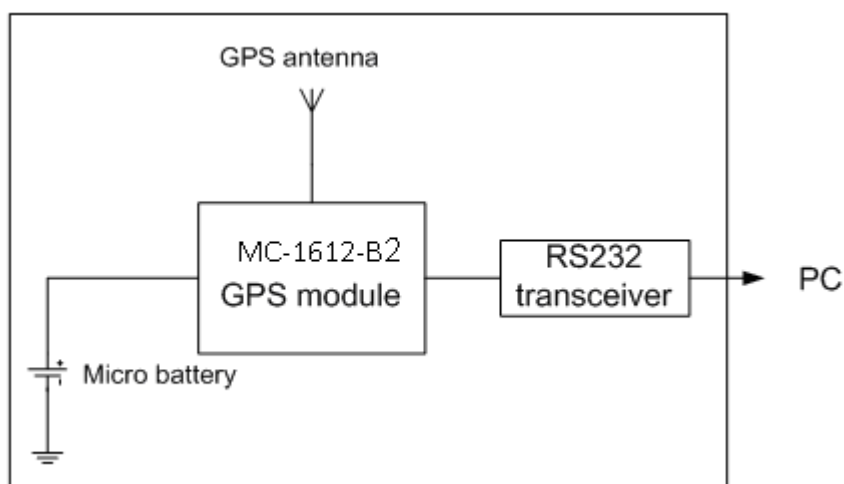 GPS antenna
MC-1612-B2
GPS module
RS232
transceiver
PC
Micro battery